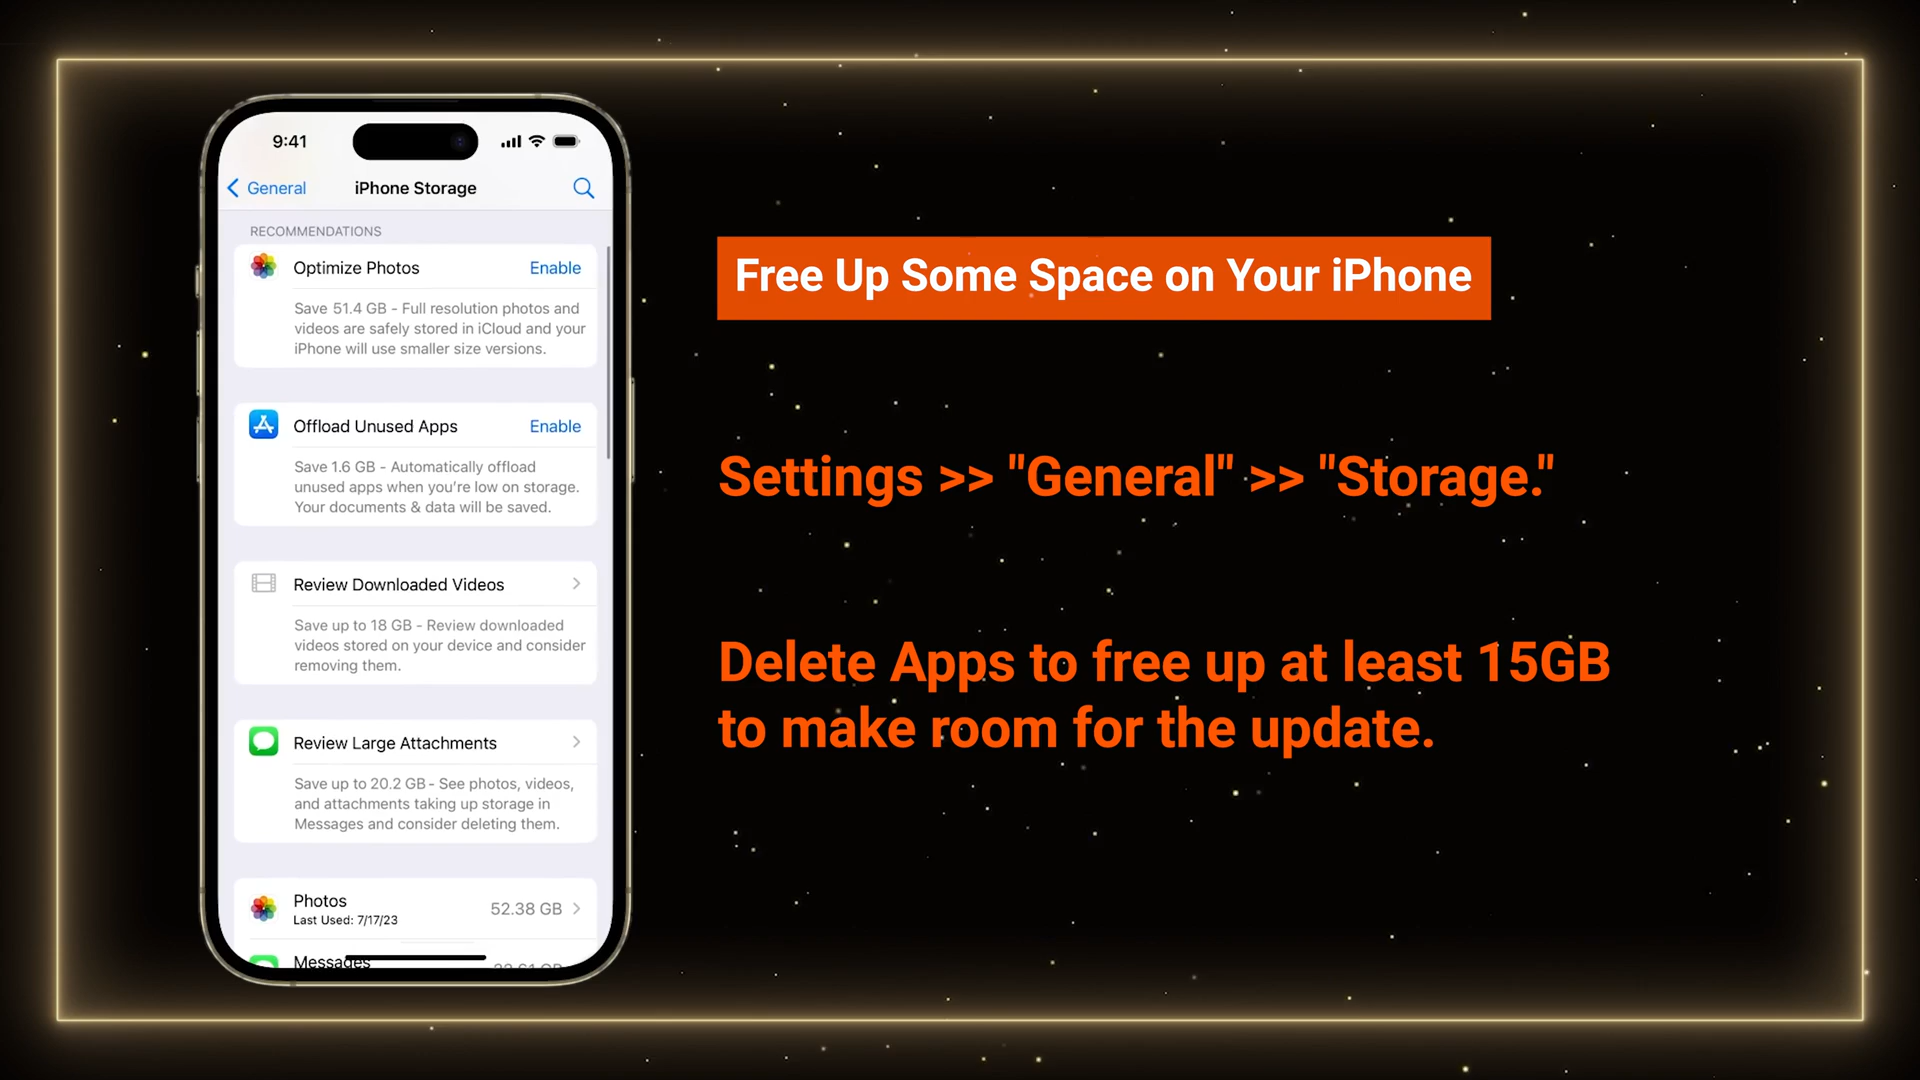 9:41
General
iPhone Storage
RECOMMENDATIONS
Optimize Photos
Enable
Save 51.4 GB - Full resolution photos and
videos are safely stored in iCloud and your
iPhone will use smaller size versions.
Offload Unused Apps
Enable
Save 1.6 GB - Automatically offload
unused apps when you're low on storage.
Your documents & data will be saved.
Review Downloaded Videos
Save up to 18 GB - Review downloaded
videos stored on your device and consider
removing them.
Review Large Attachments
Save up to 20.2 GB - See photos, videos,
and attachments taking up storage in
Messages and consider deleting them.
Photos
52.38 GB
Last Used: 7/17/23
Messages
Free Up Some Space on Your iPhone
Settings >> "General" >> "Storage."
Delete Apps to free up at least 15GB
to make room for the update.